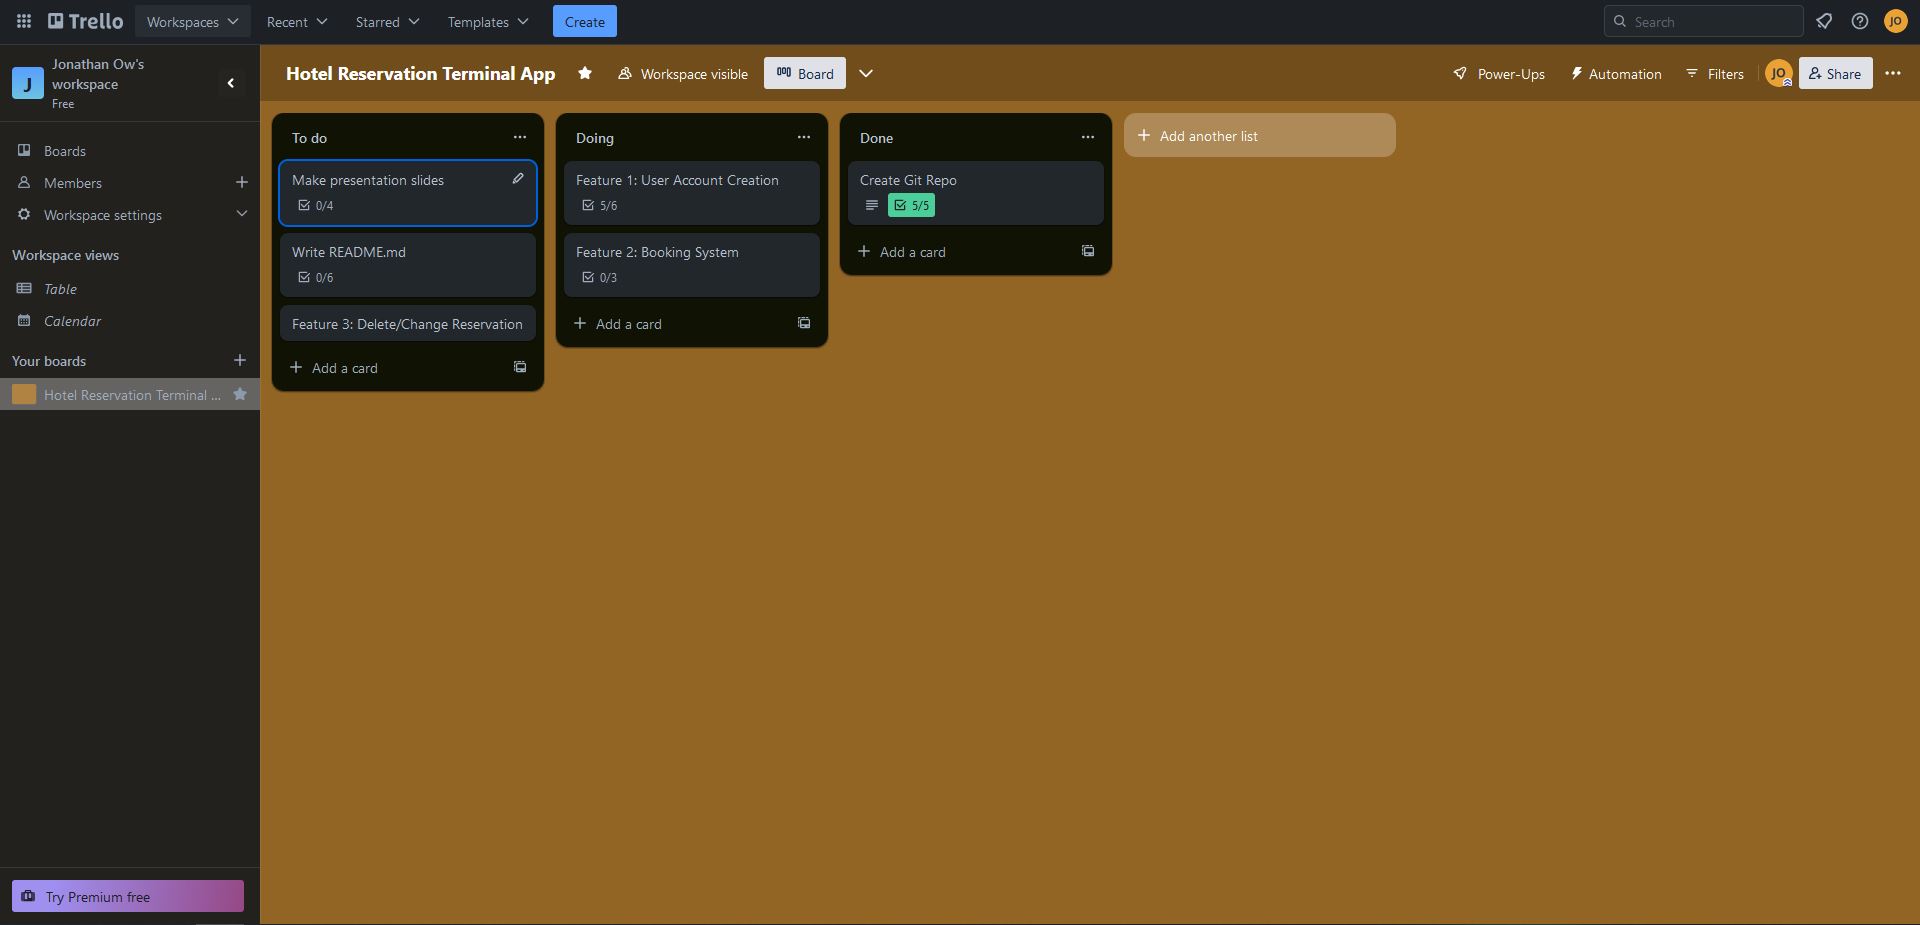 Trello
Workspaces
Recent
Starred
Templates
Create
Search
JO
J
Jonathan Ow's
workspace
Free
Boards
Members
Workspace settings
Workspace views
Table
Calendar
Your boards
Hotel Reservation Terminal ...
Try Premium free
Hotel Reservation Terminal App
Workspace visible
Board
Power-Ups
Automation
Filters
JO
Share
To do
Make presentation slides
0/4
Write README.md
0/6
Feature 3: Delete/Change Reservation
Add a card
Doing
Feature 1: User Account Creation
5/6
Feature 2: Booking System
0/3
Add a card
Done
Create Git Repo
5/5
Add a card
Add another list